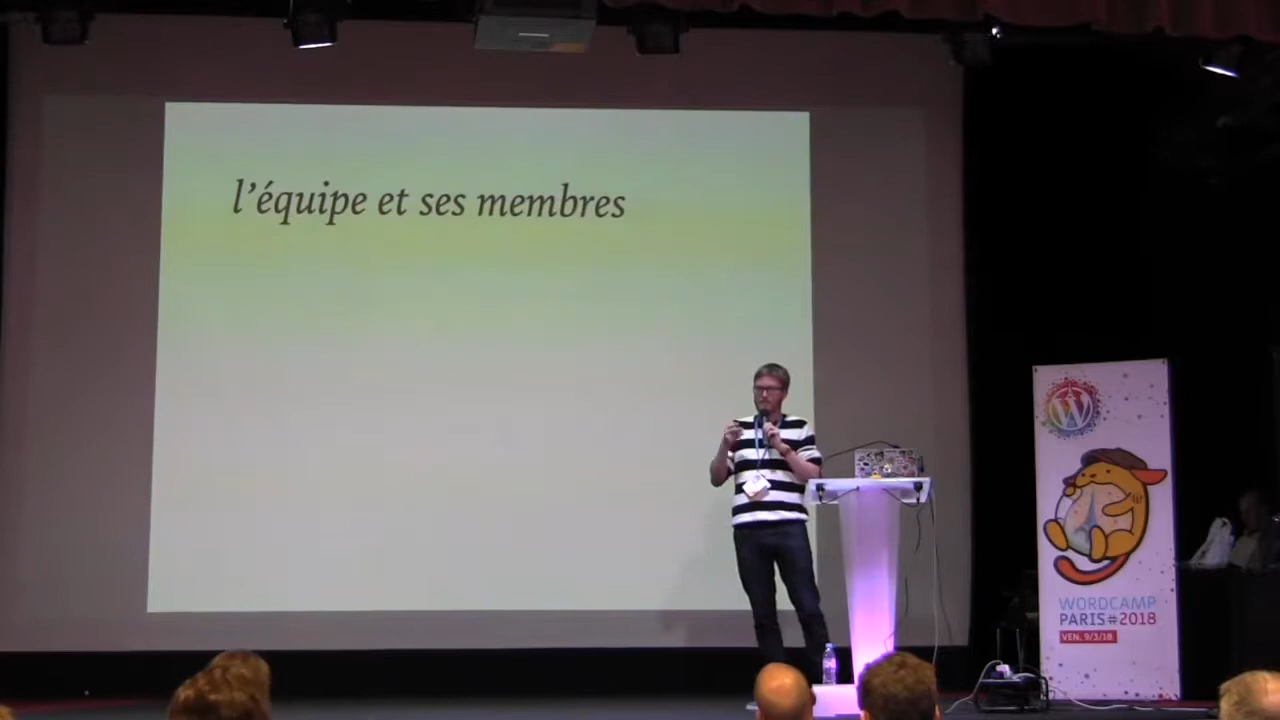 l'équipe et ses membres
W
WORDCAMP
PARIS#2018
VEN. 9/3/18